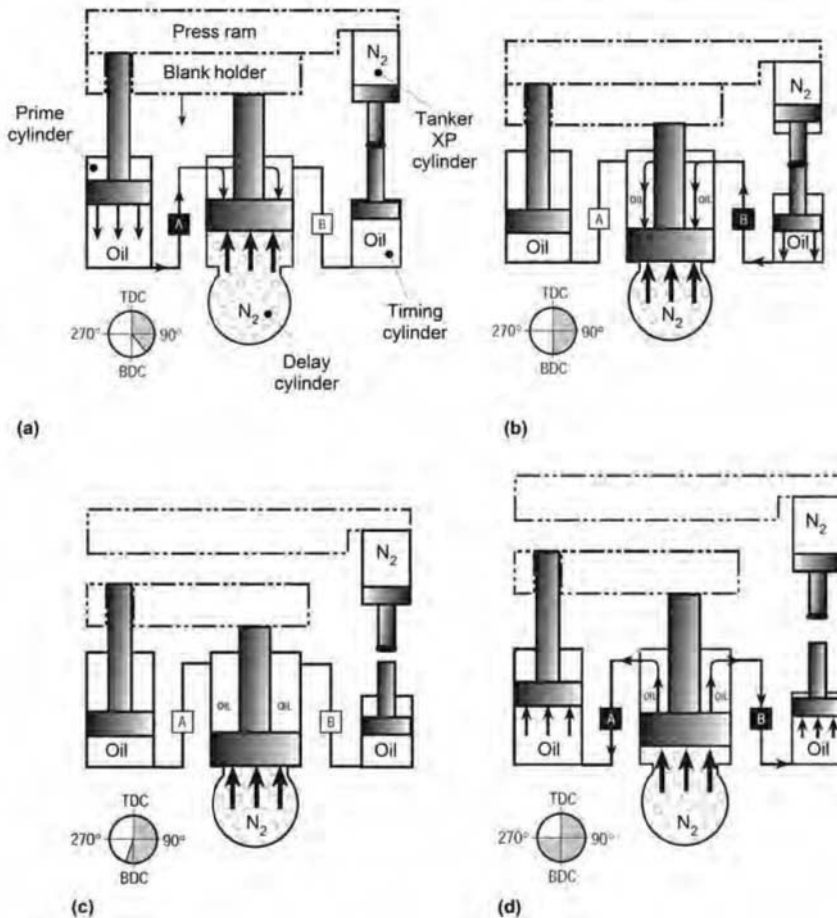 Press ram
N2
Blank holder
Prime
cylinder
Tanker
XP
cylinder
A
B
Oil
Oil
TDC
270°
90°
BDC
N2
Timing
cylinder
Delay
cylinder
(a)
N2
OIL
OIL
A
B
Oil
Oil
N2
TDC
270°
90°
BDC
(b)
N2
A
OIL
OIL
B
Oil
Oil
N2
TDC
270°
90°
BDC
(c)
N2
OIL
OIL
A
B
Oil
Oil
N2
TDC
270°
90°
BDC
(d)